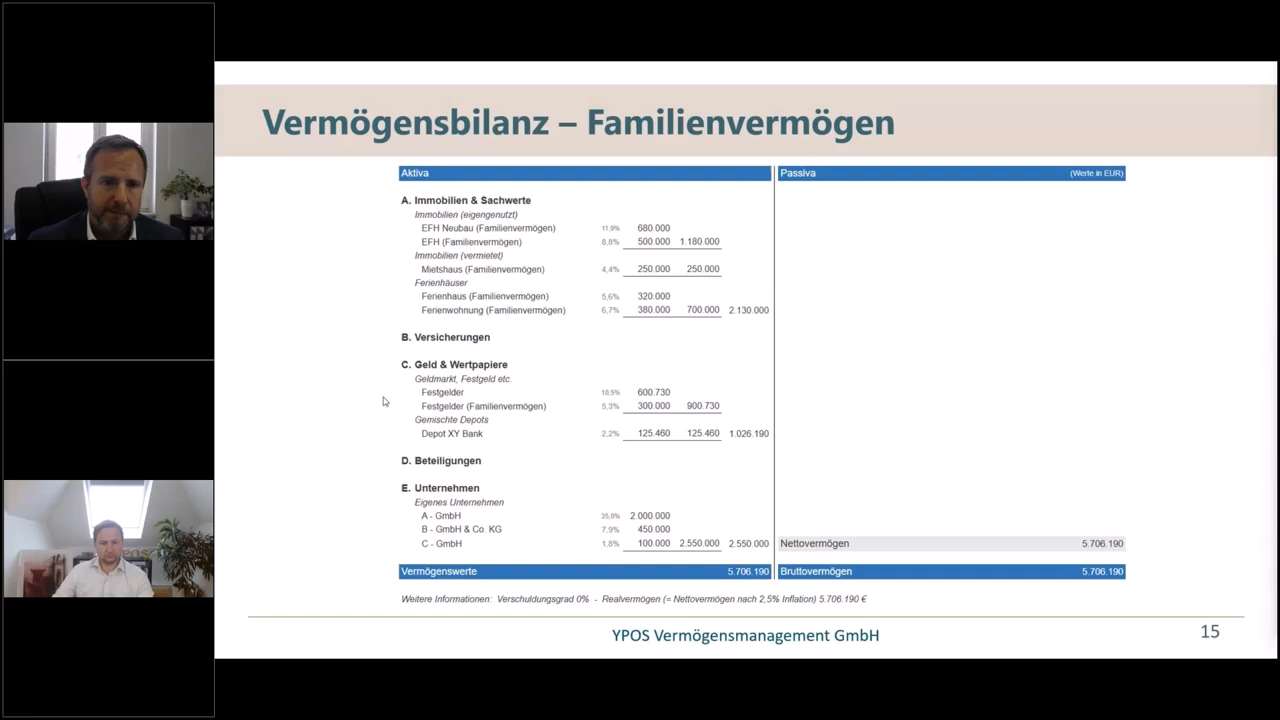 Vermögensbilanz – Familienvermögen
Aktiva
Passiva (Werte in EUR)
A. Immobilien & Sachwerte
Immobilien (eigengenutzt)
EFH Neubau (Familienvermögen) 11,9% 680.000
EFH (Familienvermögen) 8,8% 500.000 1.180.000
Immobilien (vermietet)
Mietshaus (Familienvermögen) 4,4% 250.000 250.000
Ferienhäuser
Ferienhaus (Familienvermögen) 5,6% 320.000
Ferienwohnung (Familienvermögen) 6,7% 380.000 700.000 2.130.000
B. Versicherungen
C. Geld & Wertpapiere
Geldmarkt, Festgeld etc.
Festgelder 10,5% 600.730
Festgelder (Familienvermögen) 5,3% 300.000 900.730
Gemischte Depots
Depot XY Bank 2,2% 125.460 125.460 1.026.190
D. Beteiligungen
E. Unternehmen
Eigenes Unternehmen
A - GmbH 35,0% 2.000.000
B - GmbH & Co. KG 7,9% 450.000
C - GmbH 1,8% 100.000 2.550.000 2.550.000
Nettovermögen 5.706.190
Vermögenswerte 5.706.190
Bruttovermögen 5.706.190
Weitere Informationen: Verschuldungsgrad 0% - Realvermögen (= Nettovermögen nach 2,5% Inflation) 5.706.190 €
YPOS Vermögensmanagement GmbH
15